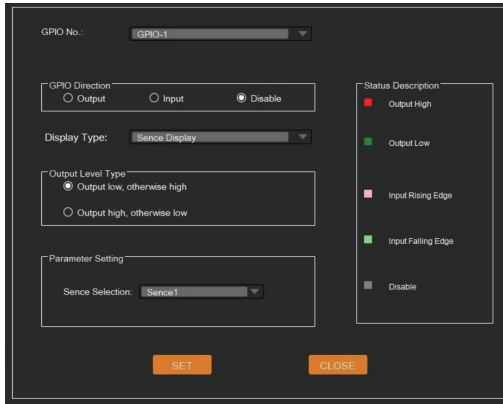 GPIO No.: GPIO-1
GPIO Direction
Output Input Disable
Display Type: Sence Display
Output Level Type
Output low, otherwise high
Output high, otherwise low
Parameter Setting
Sence Selection: Sence1
Status Description
Output High
Output Low
Input Rising Edge
Input Falling Edge
Disable
SET CLOSE